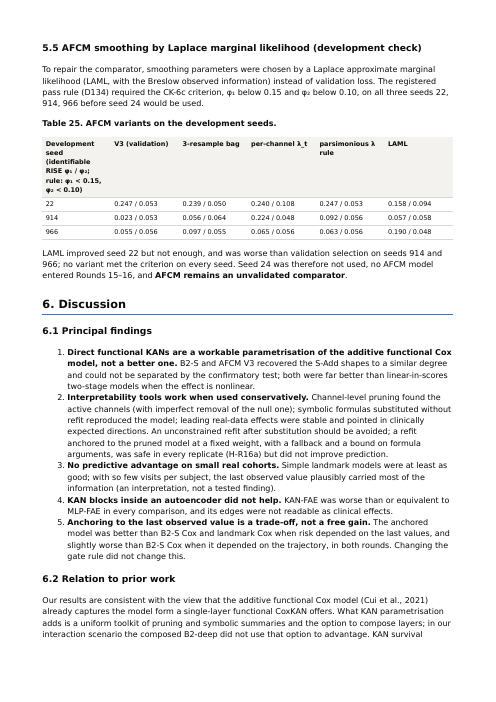 5.5 AFCM smoothing by Laplace marginal likelihood (development check)
To repair the comparator, smoothing parameters were chosen by a Laplace approximate marginal
likelihood (LAML, with the Breslow observed information) instead of validation loss. The registered
pass rule (D134) required the CK-6c criterion, φ₁ below 0.15 and φ₂ below 0.10, on all three seeds 22,
914, 966 before seed 24 would be used.
Table 25. AFCM variants on the development seeds.
Development seed (identifiable RISE φ₁ / φ₂; rule: φ₁ < 0.15, φ₂ < 0.10) V3 (validation) 3-resample bag per-channel λ_t parsimonious λ rule LAML
22 0.247 / 0.053 0.239 / 0.050 0.240 / 0.108 0.247 / 0.053 0.158 / 0.094
914 0.023 / 0.053 0.056 / 0.064 0.224 / 0.048 0.092 / 0.056 0.057 / 0.058
966 0.055 / 0.056 0.097 / 0.055 0.065 / 0.056 0.063 / 0.056 0.190 / 0.048
LAML improved seed 22 but not enough, and was worse than validation selection on seeds 914 and
966; no variant met the criterion on every seed. Seed 24 was therefore not used, no AFCM model
entered Rounds 15–16, and AFCM remains an unvalidated comparator.
6. Discussion
6.1 Principal findings
1. Direct functional KANs are a workable parametrisation of the additive functional Cox
model, not a better one. B2-S and AFCM V3 recovered the S-Add shapes to a similar degree
and could not be separated by the confirmatory test; both were far better than linear-in-scores
two-stage models when the effect is nonlinear.
2. Interpretability tools work when used conservatively. Channel-level pruning found the
active channels (with imperfect removal of the null one); symbolic formulas substituted without
refit reproduced the model; leading real-data effects were stable and pointed in clinically
expected directions. An unconstrained refit after substitution should be avoided; a refit
anchored to the pruned model at a fixed weight, with a fallback and a bound on formula
arguments, was safe in every replicate (H-R16a) but did not improve prediction.
3. No predictive advantage on small real cohorts. Simple landmark models were at least as
good; with so few visits per subject, the last observed value plausibly carried most of the
information (an interpretation, not a tested finding).
4. KAN blocks inside an autoencoder did not help. KAN-FAE was worse than or equivalent to
MLP-FAE in every comparison, and its edges were not readable as clinical effects.
5. Anchoring to the last observed value is a trade-off, not a free gain. The anchored
model was better than B2-S Cox and landmark Cox when risk depended on the last values, and
slightly worse than B2-S Cox when it depended on the trajectory, in both rounds. Changing the
gate rule did not change this.
6.2 Relation to prior work
Our results are consistent with the view that the additive functional Cox model (Cui et al., 2021)
already captures the model form a single-layer functional CoxKAN offers. What KAN parametrisation
adds is a uniform toolkit of pruning and symbolic summaries and the option to compose layers; in our
interaction scenario the composed B2-deep did not use that option to advantage. KAN survival